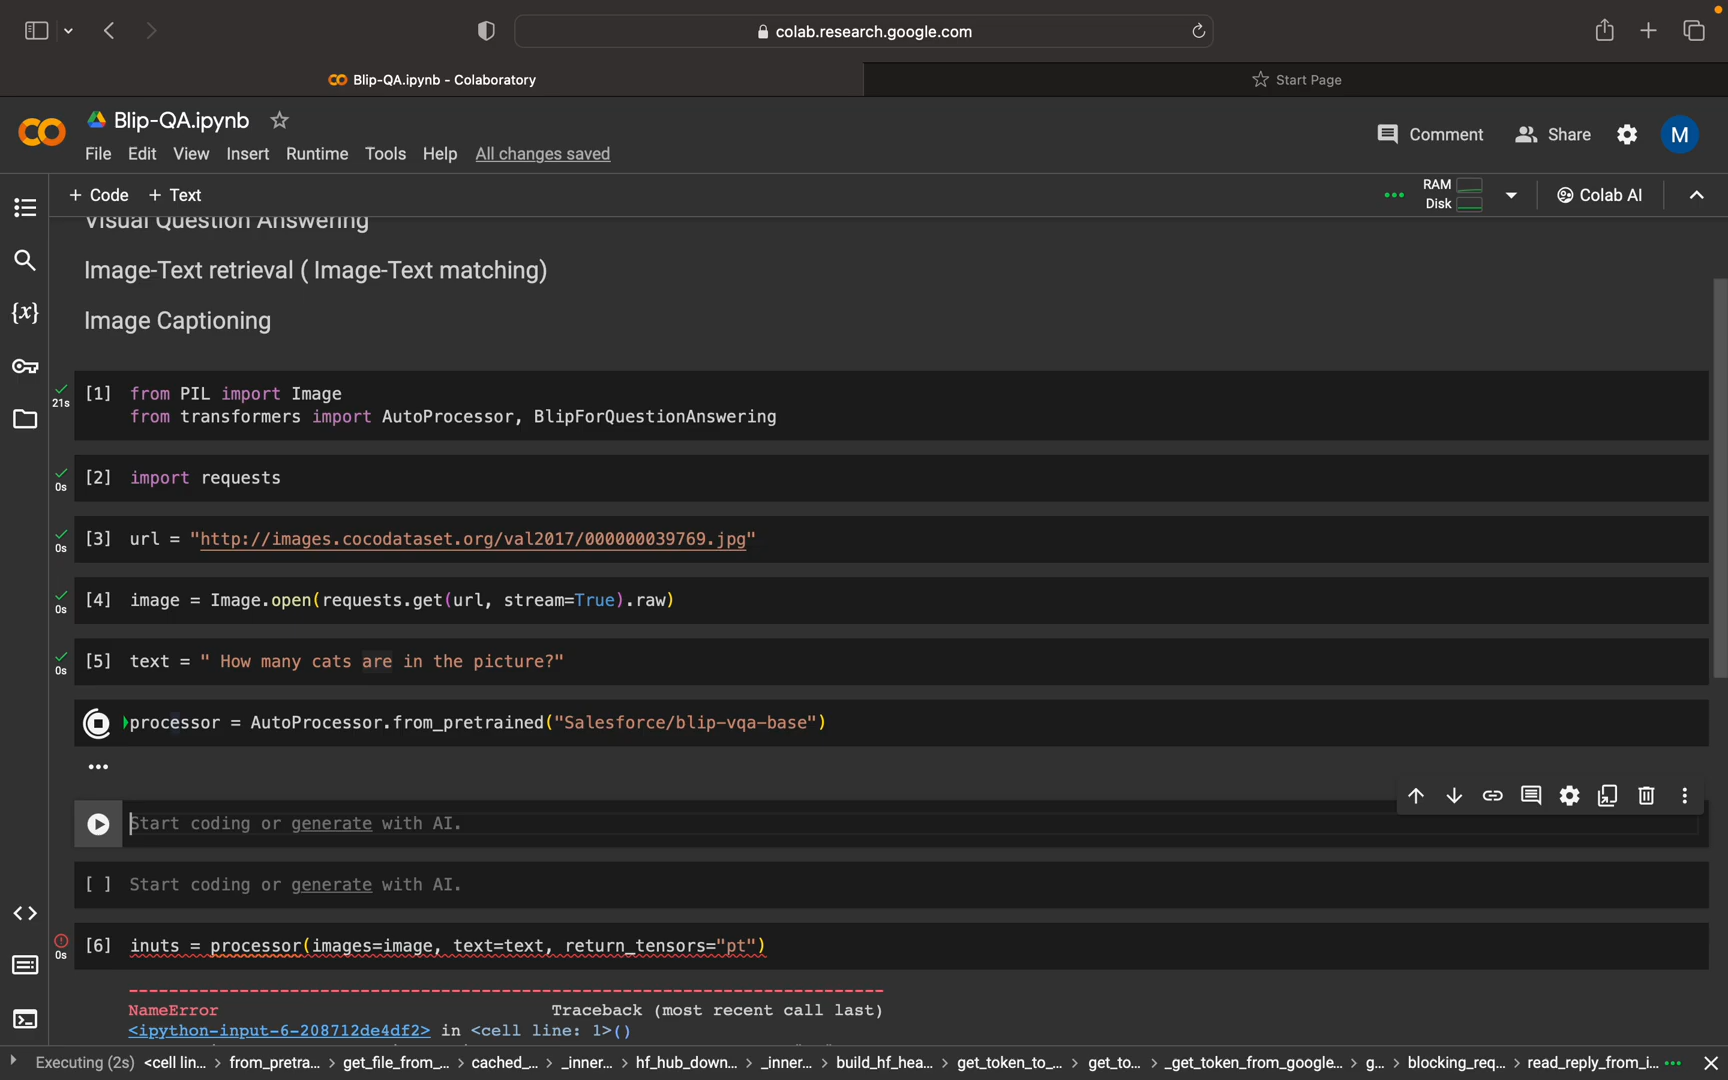 colab.research.google.com
Blip-QA.ipynb - Colaboratory
Start Page
Blip-QA.ipynb
Comment
Share
M
File Edit View Insert Runtime Tools Help All changes saved
+ Code + Text
RAM
Disk
Colab AI
Visual Question Answering
Image-Text retrieval ( Image-Text matching)
Image Captioning
21s
[1] from PIL import Image
from transformers import AutoProcessor, BlipForQuestionAnswering
0s
[2] import requests
0s
[3] url = "http://images.cocodataset.org/val2017/000000039769.jpg"
0s
[4] image = Image.open(requests.get(url, stream=True).raw)
0s
[5] text = " How many cats are in the picture?"
0s
processor = AutoProcessor.from_pretrained("Salesforce/blip-vqa-base")
Start coding or generate with AI.
[ ] Start coding or generate with AI.
[6] inuts = processor(images=image, text=text, return_tensors="pt")
0s
NameError Traceback (most recent call last)
<ipython-input-6-208712de4df2> in <cell line: 1>()
Executing (2s) <cell lin... > from_pretra... > get_file_from_... > cached_... > _inner... > hf_hub_down... > _inner... > build_hf_hea... > get_token_to_... > get_to... > _get_token_from_google... > g... > blocking_req... > read_reply_from_i...